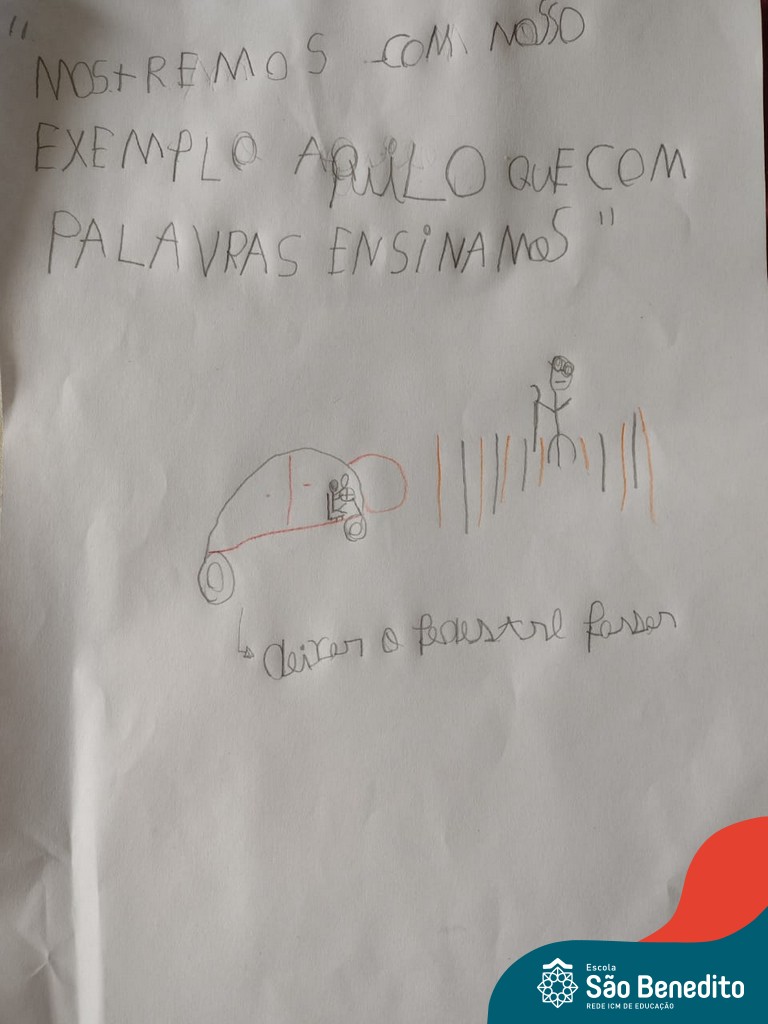 "
MOSTREMOS COM NOSSO
EXEMPLO AQUILO QUE COM
PALAVRAS ENSINAMOS"
deixar o pedestre passar
Escola
São Benedito
REDE ICM DE EDUCAÇÃO